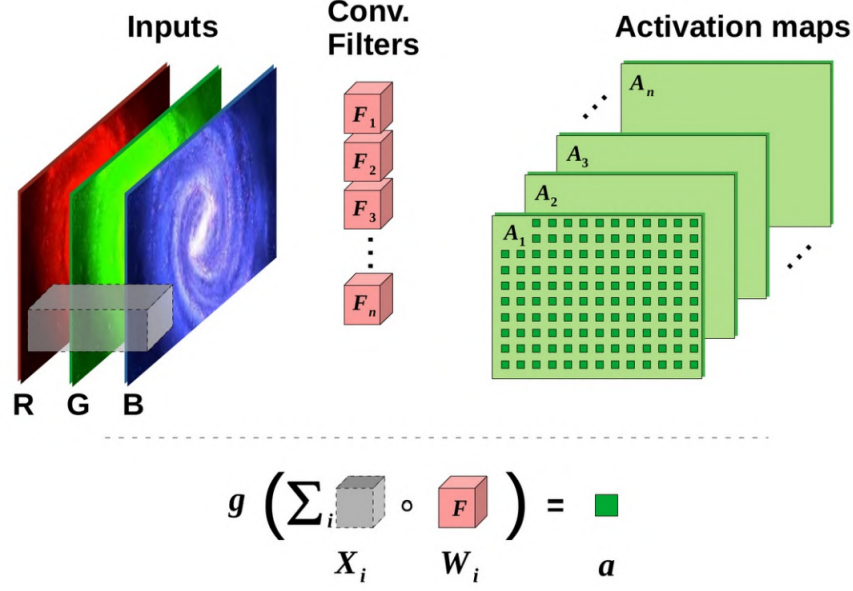 Inputs
Conv.
Filters
Activation maps
F1
F2
F3
Fn
An
A3
A2
A1
R G B
g (∑i ∘ F) = 
Xi Wi a